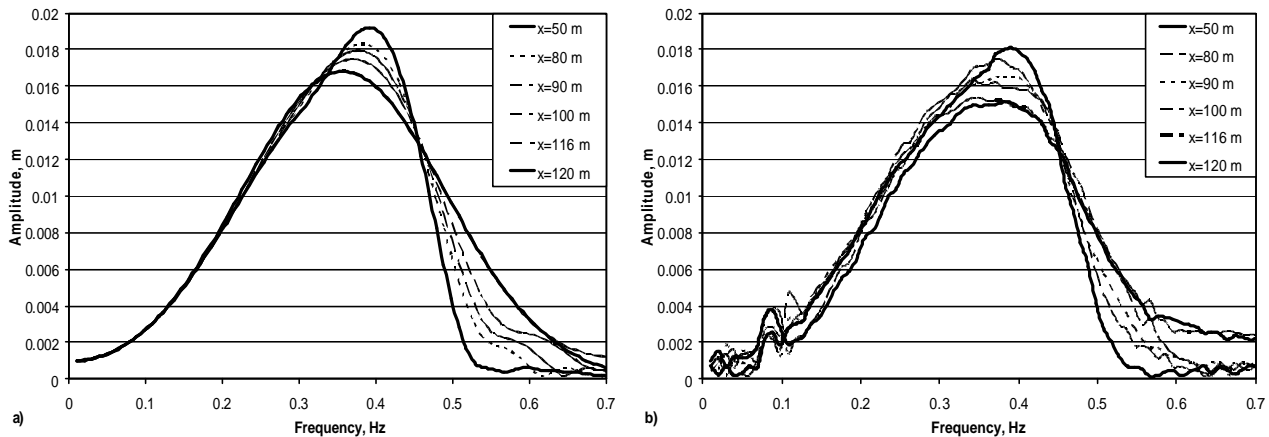 0.02
0.018
0.016
0.014
0.012
0.01
0.008
0.006
0.004
0.002
0
Amplitude, m
0 0.1 0.2 0.3 0.4 0.5 0.6 0.7
Frequency, Hz
a)
x=50 m
x=80 m
x=90 m
x=100 m
x=116 m
x=120 m
0.02
0.018
0.016
0.014
0.012
0.01
0.008
0.006
0.004
0.002
0
Amplitude, m
0 0.1 0.2 0.3 0.4 0.5 0.6 0.7
Frequency, Hz
b)
x=50 m
x=80 m
x=90 m
x=100 m
x=116 m
x=120 m